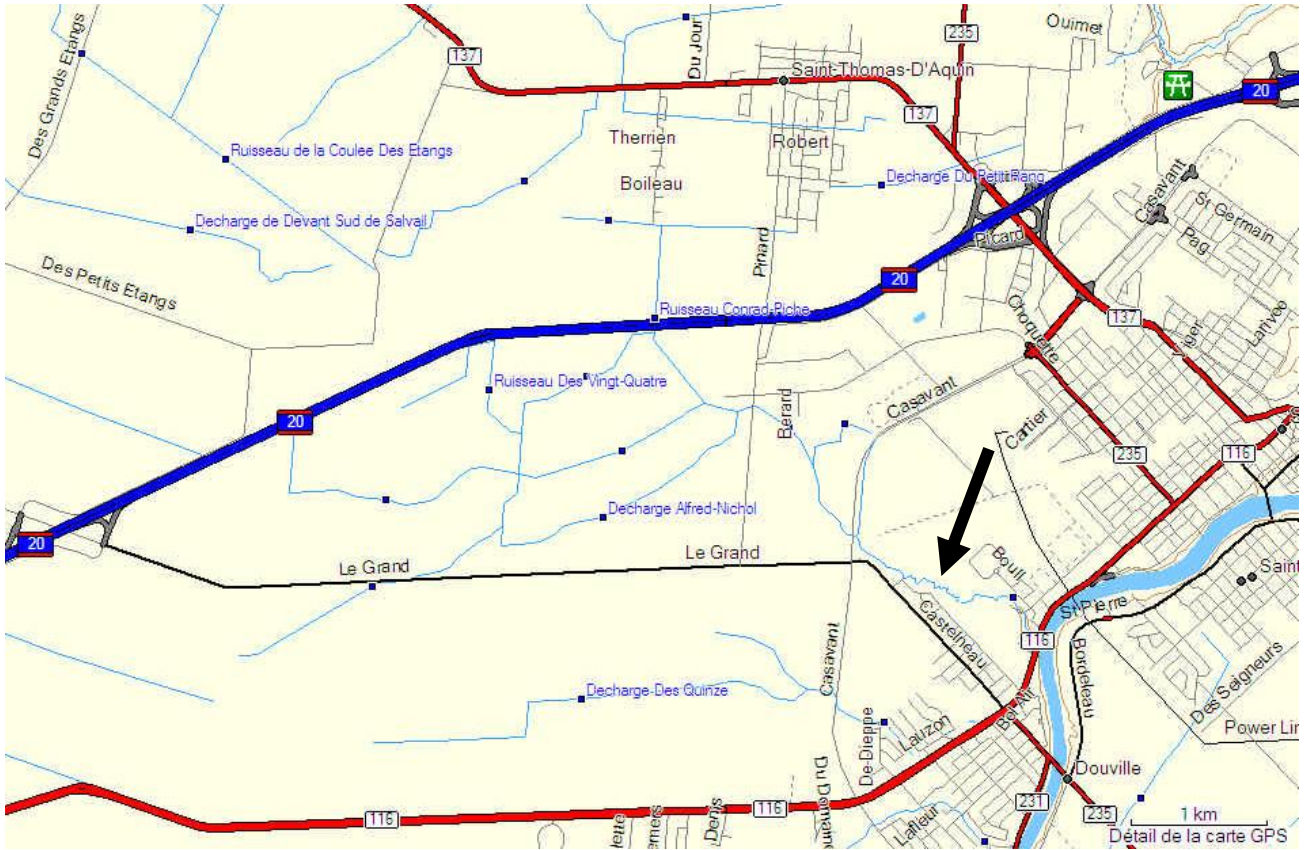 Ouimet
235
Des Grands Etangs
137
Du Jour
Saint-Thomas-D'Aquin
20
137
Therrien
Robert
Ruisseau de la Coulee Des Etangs
Boileau
Decharge Du Petit Rang
Casavant
St Germain
Decharge de Devant Sud de Salvail
Picard
Pag
Pinard
Des Petits Etangs
20
Ruisseau Conrad-Piche
Choquette
137
Larivee
Ruisseau Des Vingt-Quatre
Casavant
Berard
20
Cartier
235
116
Decharge Alfred-Nichol
20
Le Grand
Le Grand
Boull
Saint
Castelneau
St Pierre
116
Casavant
Bordeleau
Des Seigneurs
Decharge-Des Quinze
De-Dieppe
Lauzon
Bel Air
Power Lin
Douville
116
116
Denis
Du Domaine
Lafleur
231
235
1 km
Détail de la carte GPS